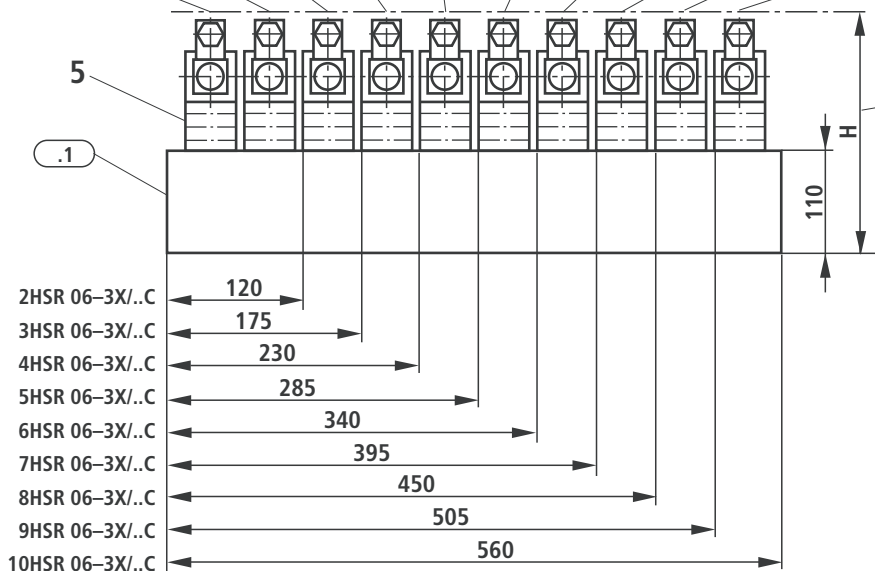 5
.1
H
110
2HSR 06–3X/..C 120
3HSR 06–3X/..C 175
4HSR 06–3X/..C 230
5HSR 06–3X/..C 285
6HSR 06–3X/..C 340
7HSR 06–3X/..C 395
8HSR 06–3X/..C 450
9HSR 06–3X/..C 505
10HSR 06–3X/..C 560